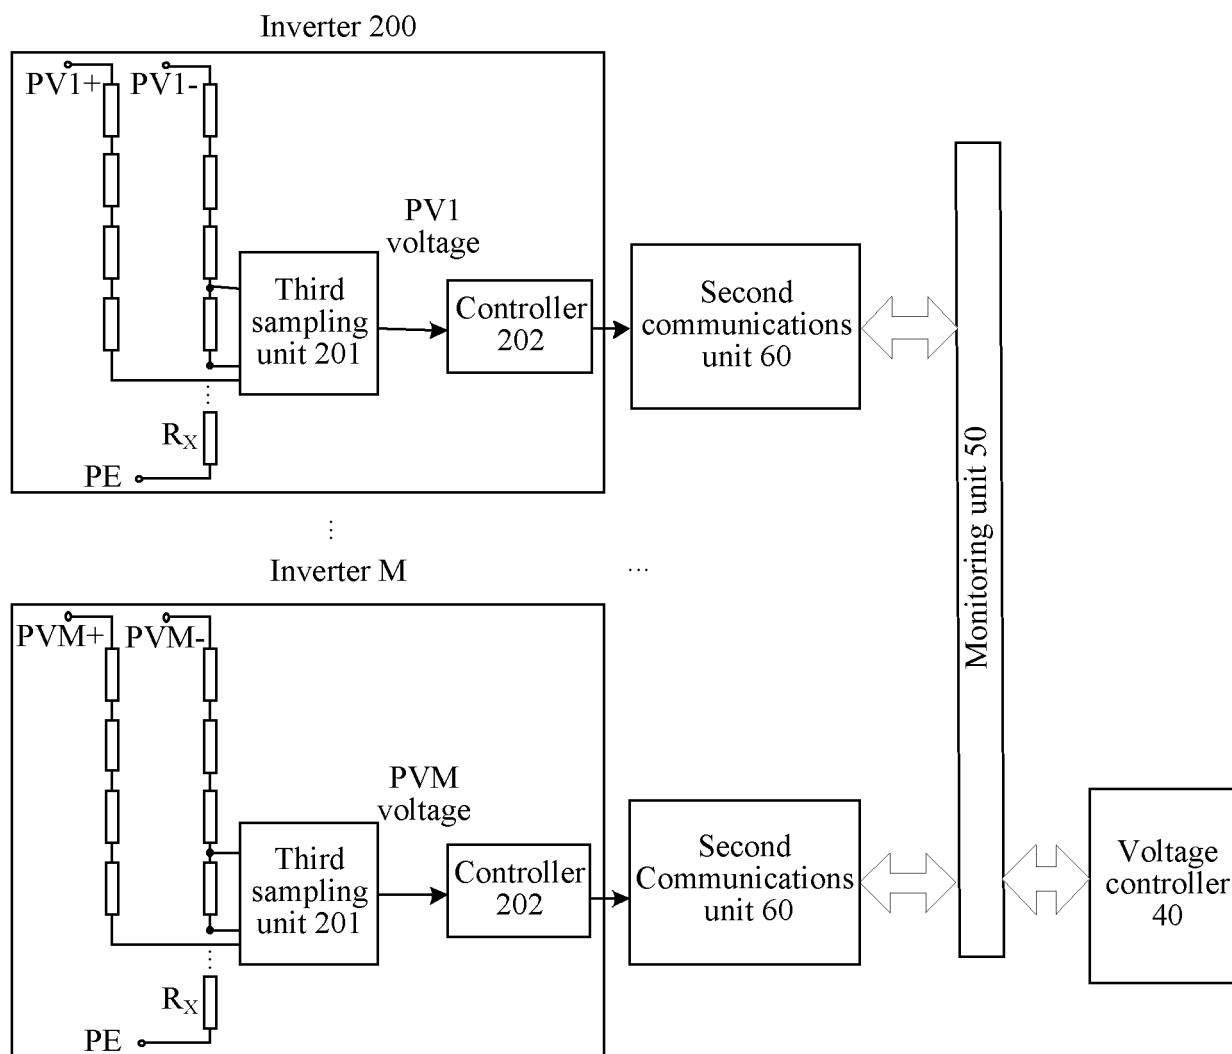 Inverter 200
PV1+
PV1-
PV1
voltage
Third
sampling
unit 201
Controller
202
Second
communications
unit 60
RX
PE
Monitoring unit 50
⋮
Inverter M
...
PVM+
PVM-
PVM
voltage
Third
sampling
unit 201
Controller
202
Second
Communications
unit 60
Voltage
controller
40
RX
PE